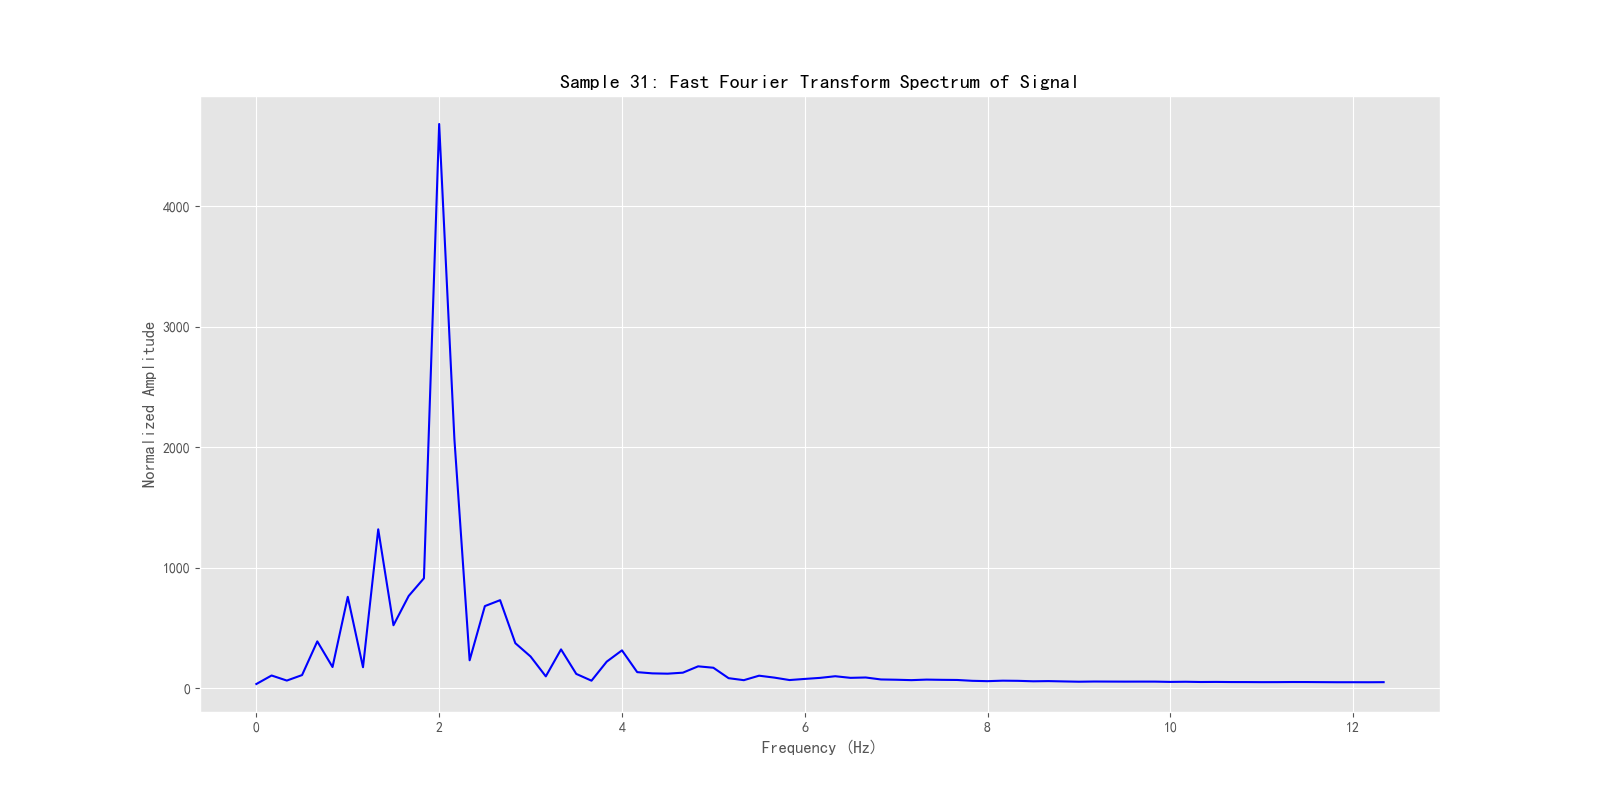 Sample 31: Fast Fourier Transform Spectrum of Signal
Normalized Amplitude
4000
3000
2000
1000
0
0 2 4 6 8 10 12
Frequency (Hz)